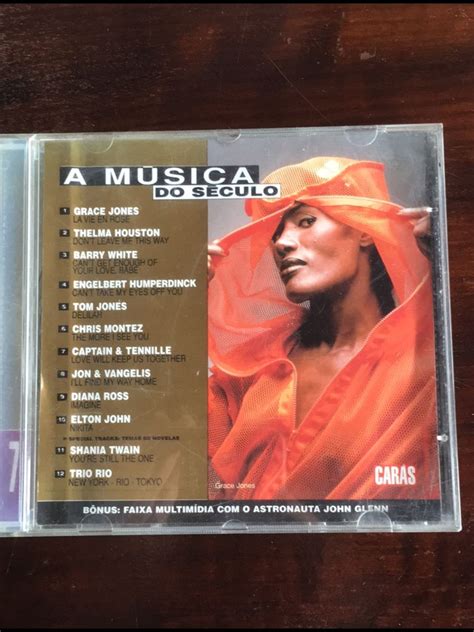 A MÚSICA
DO SÉCULO
1 GRACE JONES
LA VIE EN ROSE
2 THELMA HOUSTON
DON'T LEAVE ME THIS WAY
3 BARRY WHITE
CAN'T GET ENOUGH OF
YOUR LOVE, BABE
4 ENGELBERT HUMPERDINCK
CAN'T TAKE MY EYES OFF YOU
5 TOM JONES
DELILAH
6 CHRIS MONTEZ
THE MORE I SEE YOU
7 CAPTAIN & TENNILLE
LOVE WILL KEEP US TOGETHER
8 JON & VANGELIS
I'LL FIND MY WAY HOME
9 DIANA ROSS
IMAGINE
10 ELTON JOHN
NIKITA
SPECIAL TRACKS: TEMAS DE NOVELAS
11 SHANIA TWAIN
YOU'RE STILL THE ONE
12 TRIO RIO
NEW YORK - RIO - TOKYO
Grace Jones
CARAS
BÔNUS: FAIXA MULTIMÍDIA COM O ASTRONAUTA JOHN GLENN